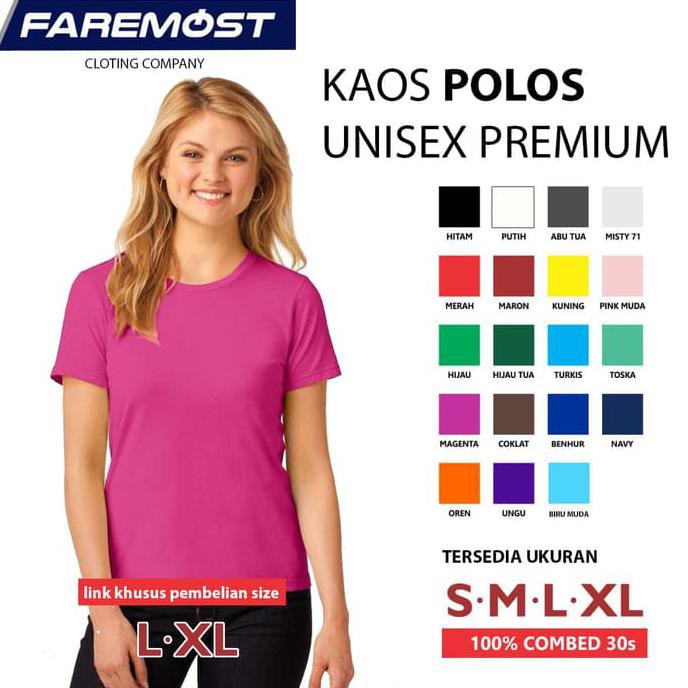 FAREMOST
CLOTING COMPANY
KAOS POLOS
UNISEX PREMIUM
HITAM PUTIH ABU TUA MISTY 71
MERAH MARON KUNING PINK MUDA
HIJAU HIJAU TUA TURKIS TOSKA
MAGENTA COKLAT BENHUR NAVY
OREN UNGU BIRU MUDA
TERSEDIA UKURAN
S·M·L·XL
100% COMBED 30s
link khusus pembelian size
L·XL